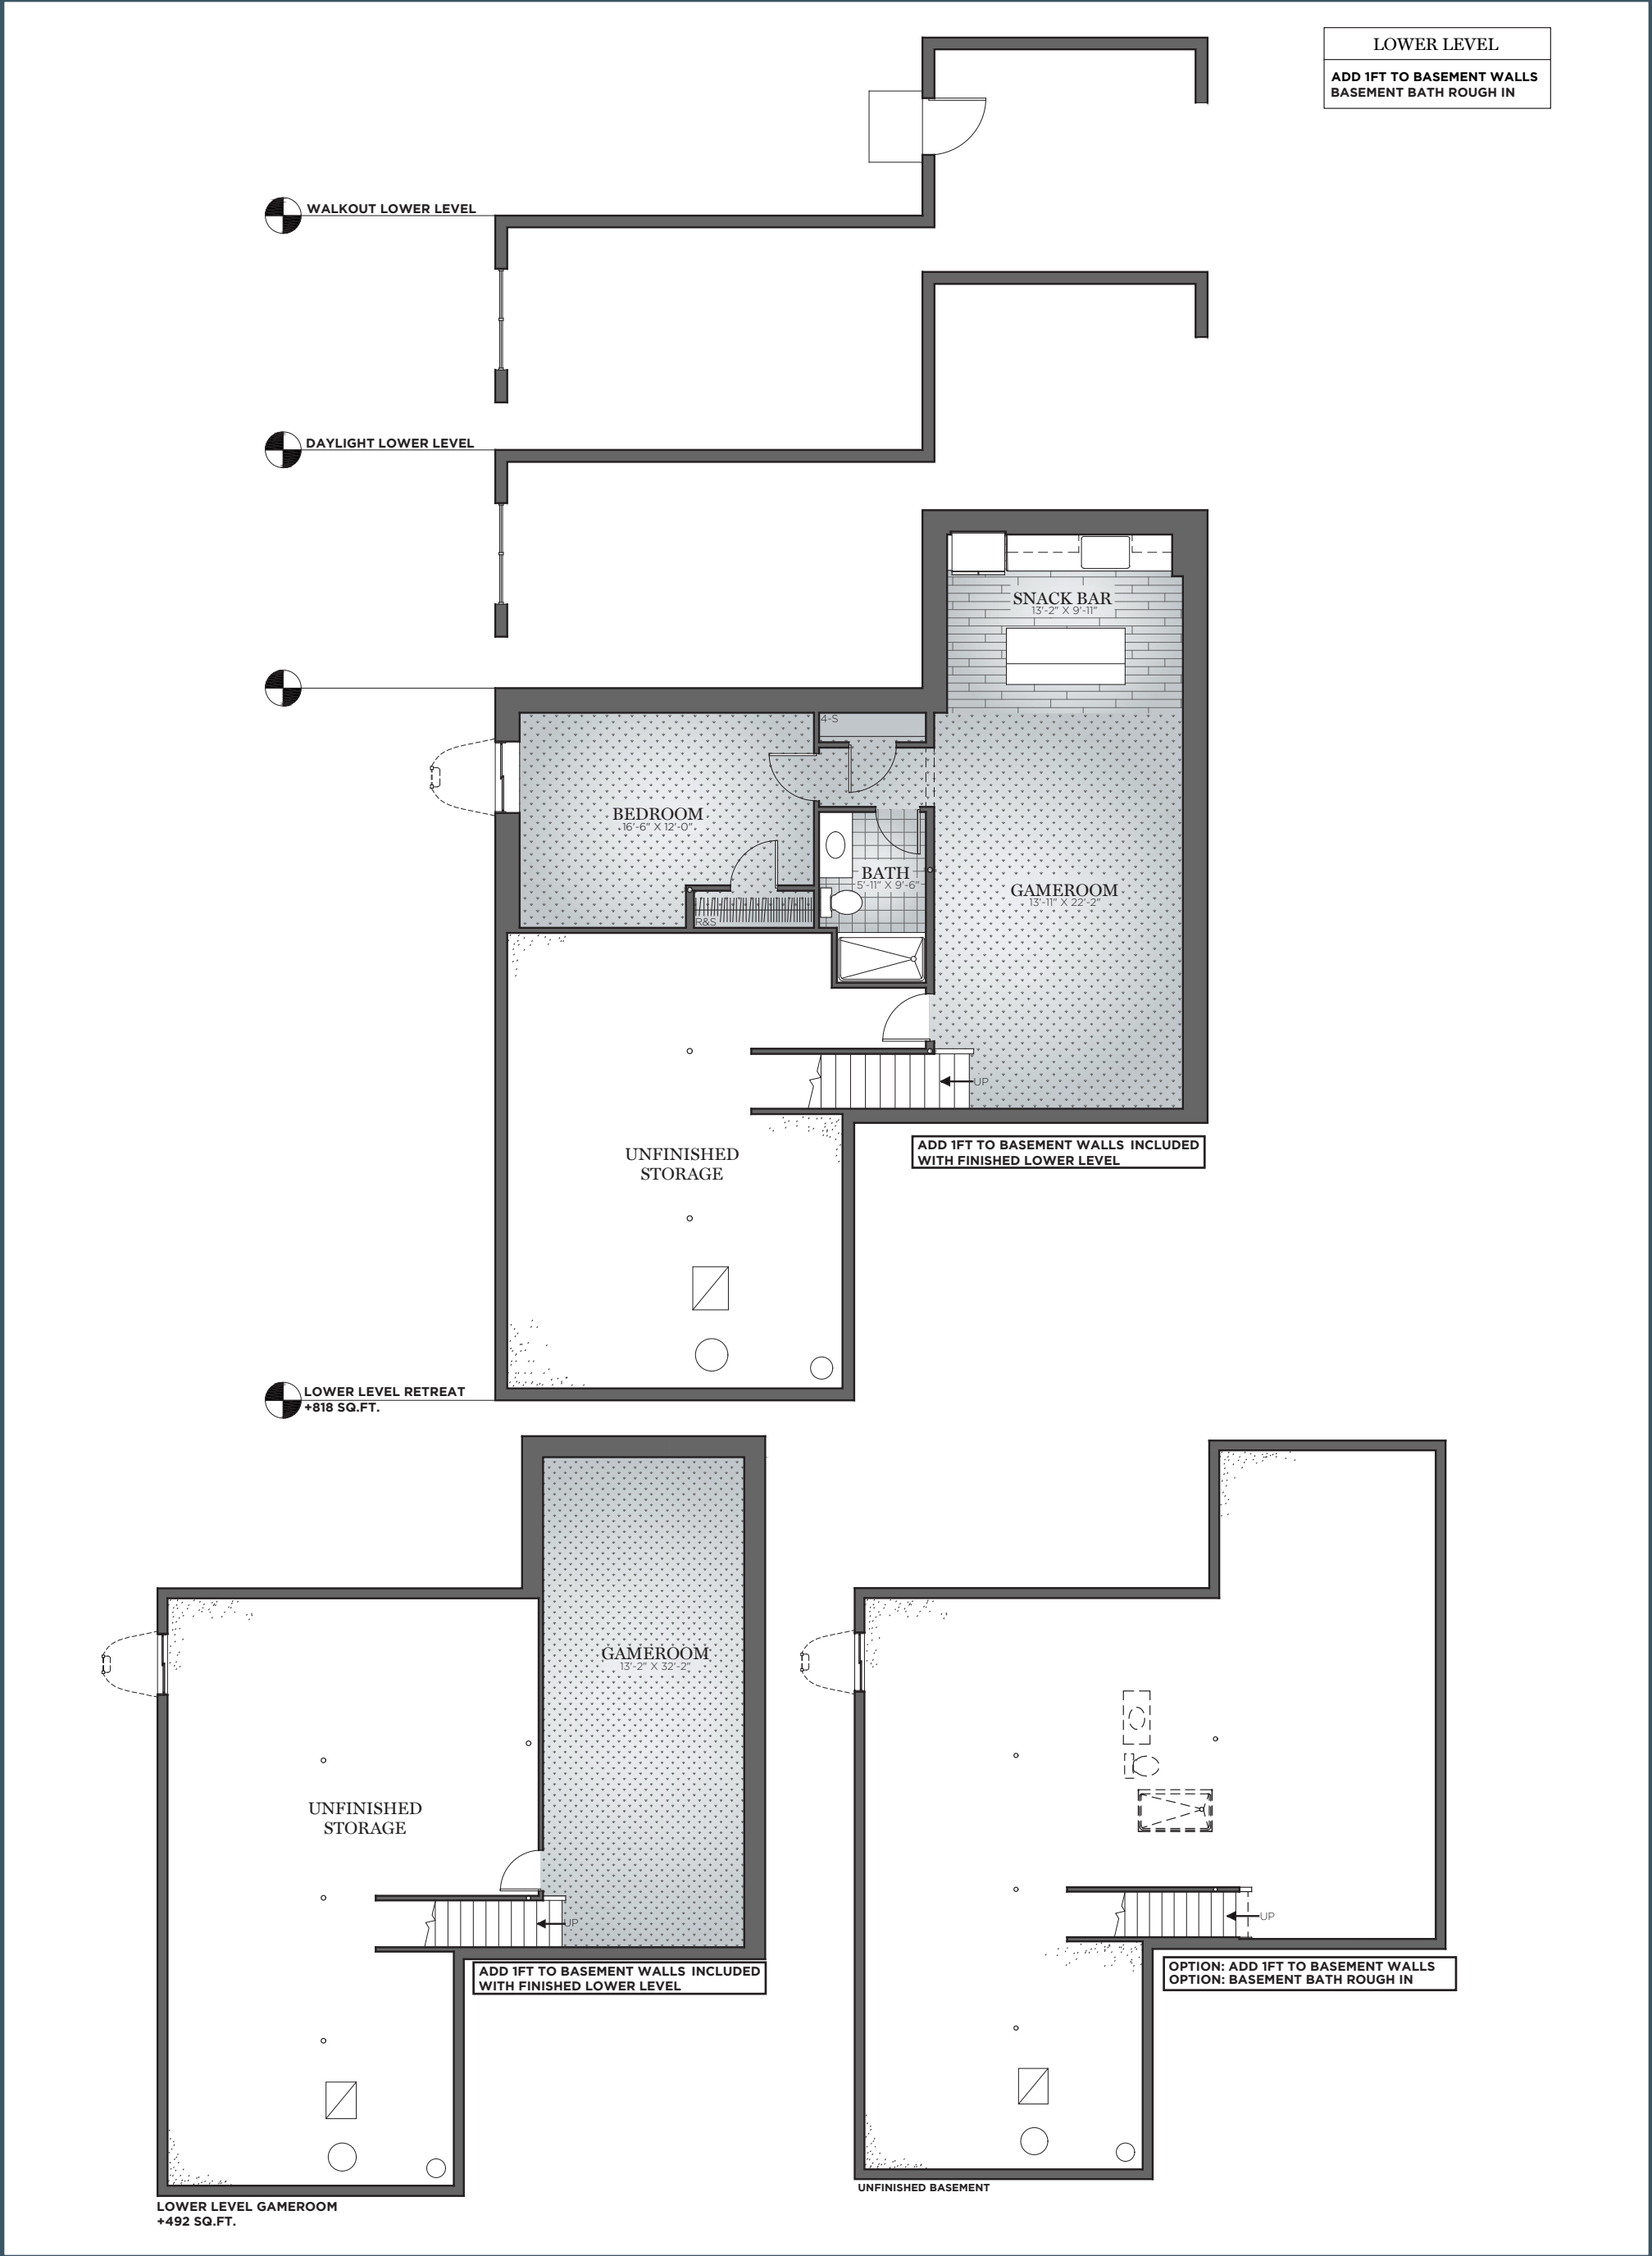 LOWER LEVEL
ADD 1FT TO BASEMENT WALLS
BASEMENT BATH ROUGH IN
WALKOUT LOWER LEVEL
DAYLIGHT LOWER LEVEL
SNACK BAR
13'-2" X 9'-11"
4-S
BEDROOM
16'-6" X 12'-0"
BATH
5'-11" X 9'-6"
GAMEROOM
13'-11" X 22'-2"
R&S
UP
ADD 1FT TO BASEMENT WALLS INCLUDED
WITH FINISHED LOWER LEVEL
UNFINISHED
STORAGE
LOWER LEVEL RETREAT
+818 SQ.FT.
GAMEROOM
13'-2" X 32'-2"
UNFINISHED
STORAGE
UP
ADD 1FT TO BASEMENT WALLS INCLUDED
WITH FINISHED LOWER LEVEL
LOWER LEVEL GAMEROOM
+492 SQ.FT.
UP
OPTION: ADD 1FT TO BASEMENT WALLS
OPTION: BASEMENT BATH ROUGH IN
UNFINISHED BASEMENT